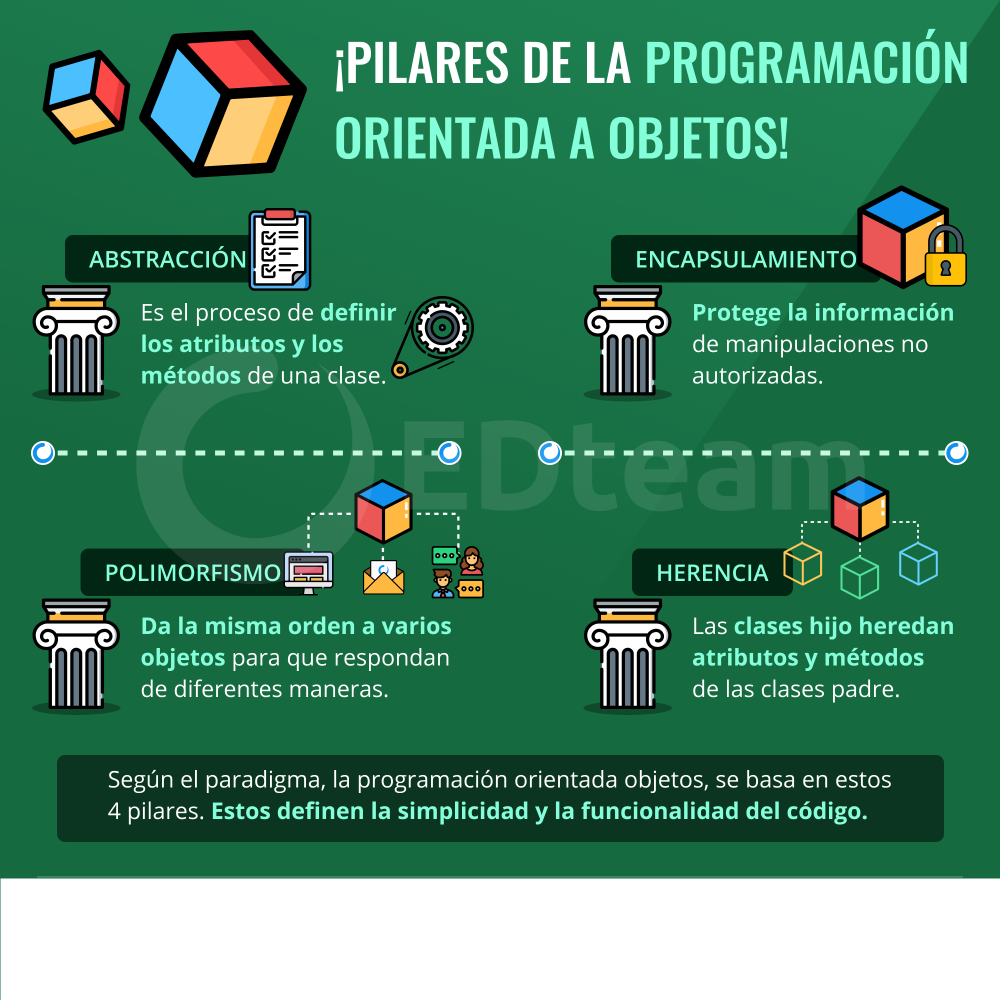 ¡PILARES DE LA PROGRAMACIÓN
ORIENTADA A OBJETOS!
ABSTRACCIÓN
Es el proceso de definir
los atributos y los
métodos de una clase.
ENCAPSULAMIENTO
Protege la información
de manipulaciones no
autorizadas.
EDteam
POLIMORFISMO
Da la misma orden a varios
objetos para que respondan
de diferentes maneras.
HERENCIA
Las clases hijo heredan
atributos y métodos
de las clases padre.
Según el paradigma, la programación orientada objetos, se basa en estos
4 pilares. Estos definen la simplicidad y la funcionalidad del código.